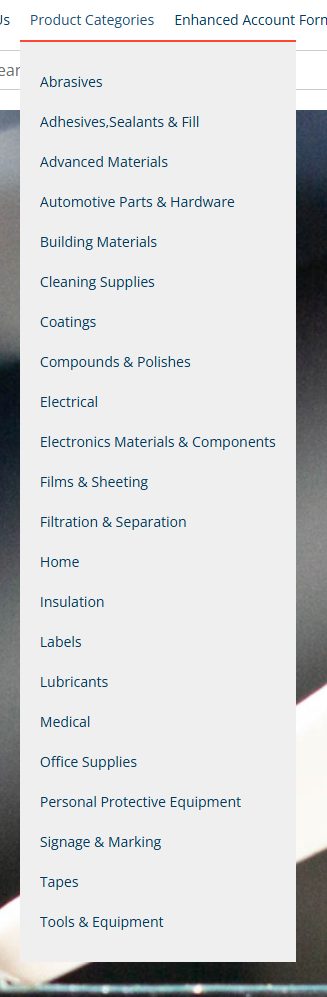 Us Product Categories Enhanced Account Form
ear
Abrasives
Adhesives,Sealants & Fill
Advanced Materials
Automotive Parts & Hardware
Building Materials
Cleaning Supplies
Coatings
Compounds & Polishes
Electrical
Electronics Materials & Components
Films & Sheeting
Filtration & Separation
Home
Insulation
Labels
Lubricants
Medical
Office Supplies
Personal Protective Equipment
Signage & Marking
Tapes
Tools & Equipment